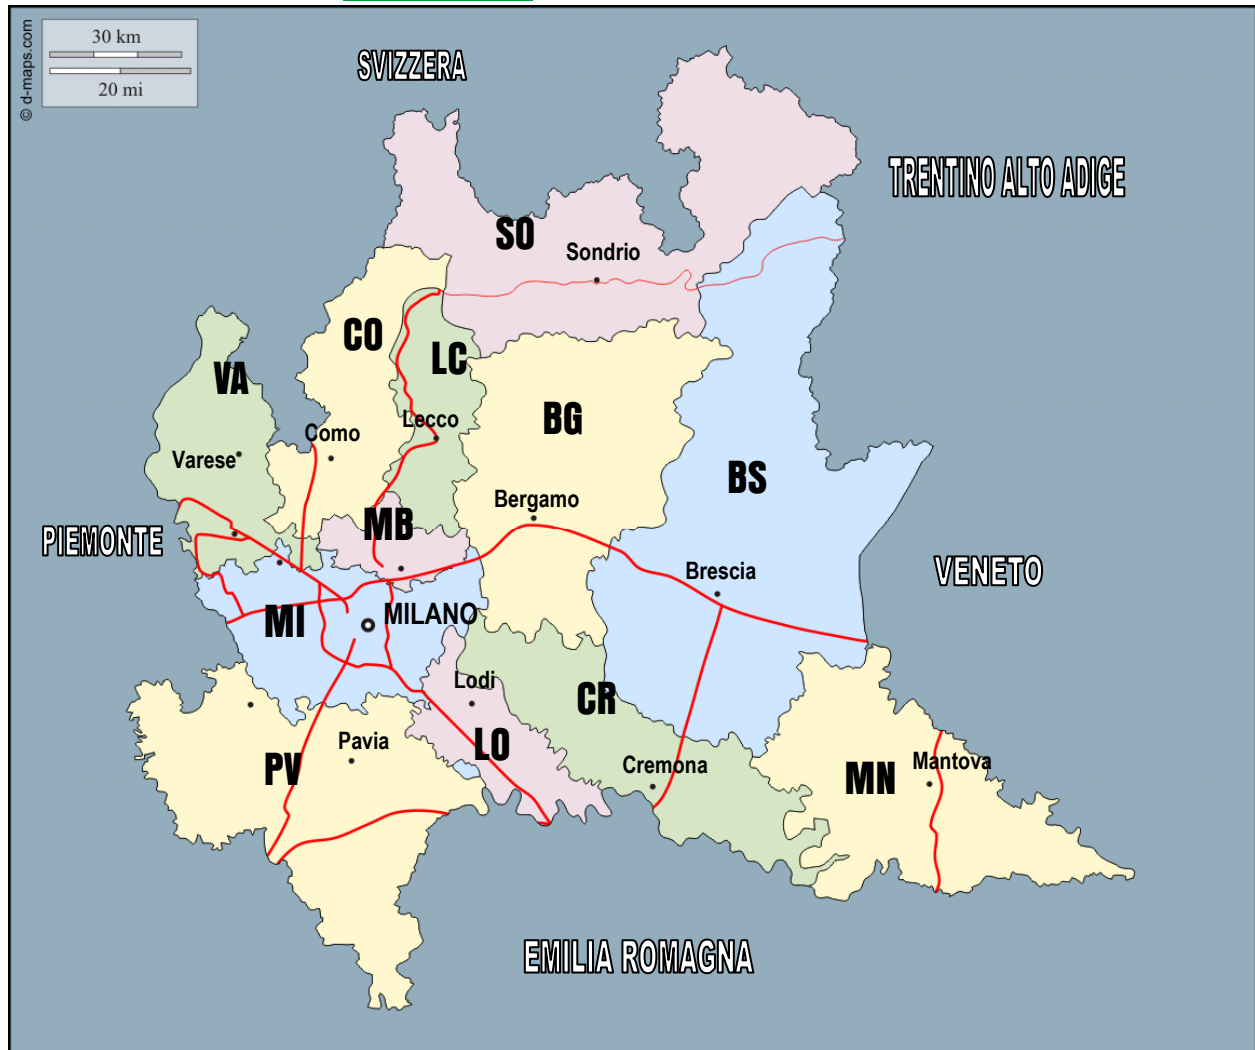 30 km
20 mi
© d-maps.com
SVIZZERA
TRENTINO ALTO ADIGE
SO
Sondrio
CO
LC
VA
BG
Lecco
Como
Varese
BS
Bergamo
MB
PIEMONTE
VENETO
Brescia
MI
MILANO
Lodi
CR
LO
Pavia
PV
Cremona
Mantova
MN
EMILIA ROMAGNA